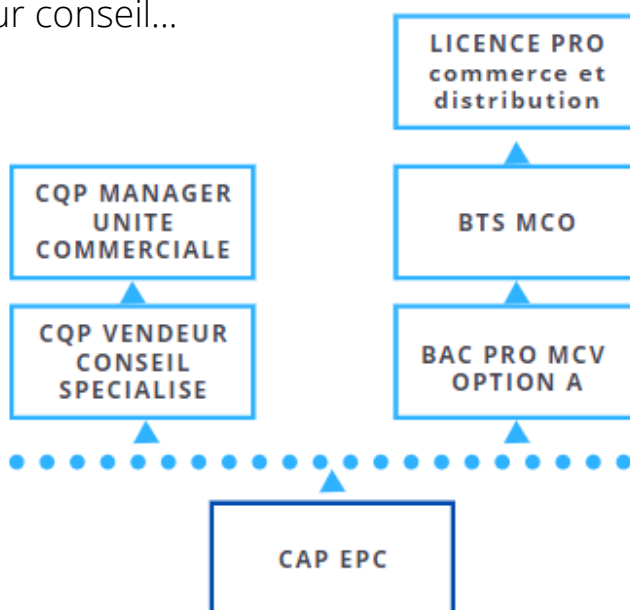 ur conseil...
LICENCE PRO
commerce et
distribution
CQP MANAGER
UNITE
COMMERCIALE
BTS MCO
CQP VENDEUR
CONSEIL
SPECIALISE
BAC PRO MCV
OPTION A
CAP EPC